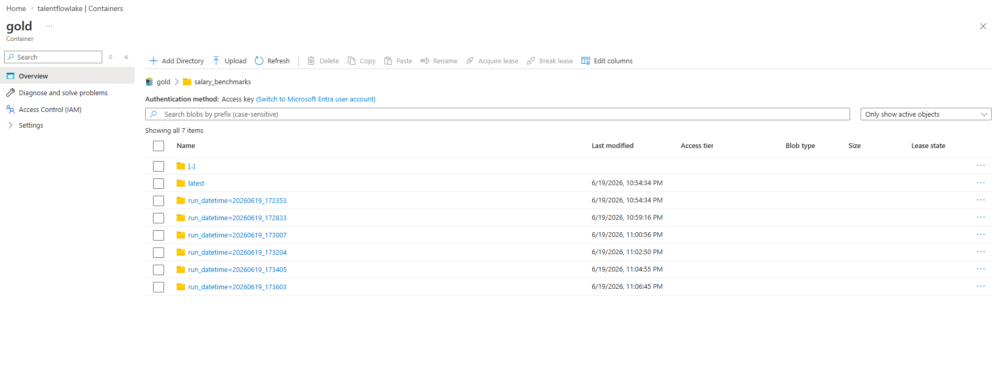 Home > talentflowlake | Containers
gold ...
Container
Search
Overview
Diagnose and solve problems
Access Control (IAM)
Settings
Add Directory Upload Refresh Delete Copy Paste Rename Acquire lease Break lease Edit columns
gold > salary_benchmarks
Authentication method: Access key (Switch to Microsoft Entra user account)
Search blobs by prefix (case-sensitive) Only show active objects
Showing all 7 items
Name Last modified Access tier Blob type Size Lease state
[..] ...
latest 6/19/2026, 10:54:34 PM ...
run_datetime=20260619_172353 6/19/2026, 10:54:34 PM ...
run_datetime=20260619_172833 6/19/2026, 10:59:16 PM ...
run_datetime=20260619_173007 6/19/2026, 11:00:56 PM ...
run_datetime=20260619_173204 6/19/2026, 11:02:50 PM ...
run_datetime=20260619_173405 6/19/2026, 11:04:55 PM ...
run_datetime=20260619_173603 6/19/2026, 11:06:45 PM ...